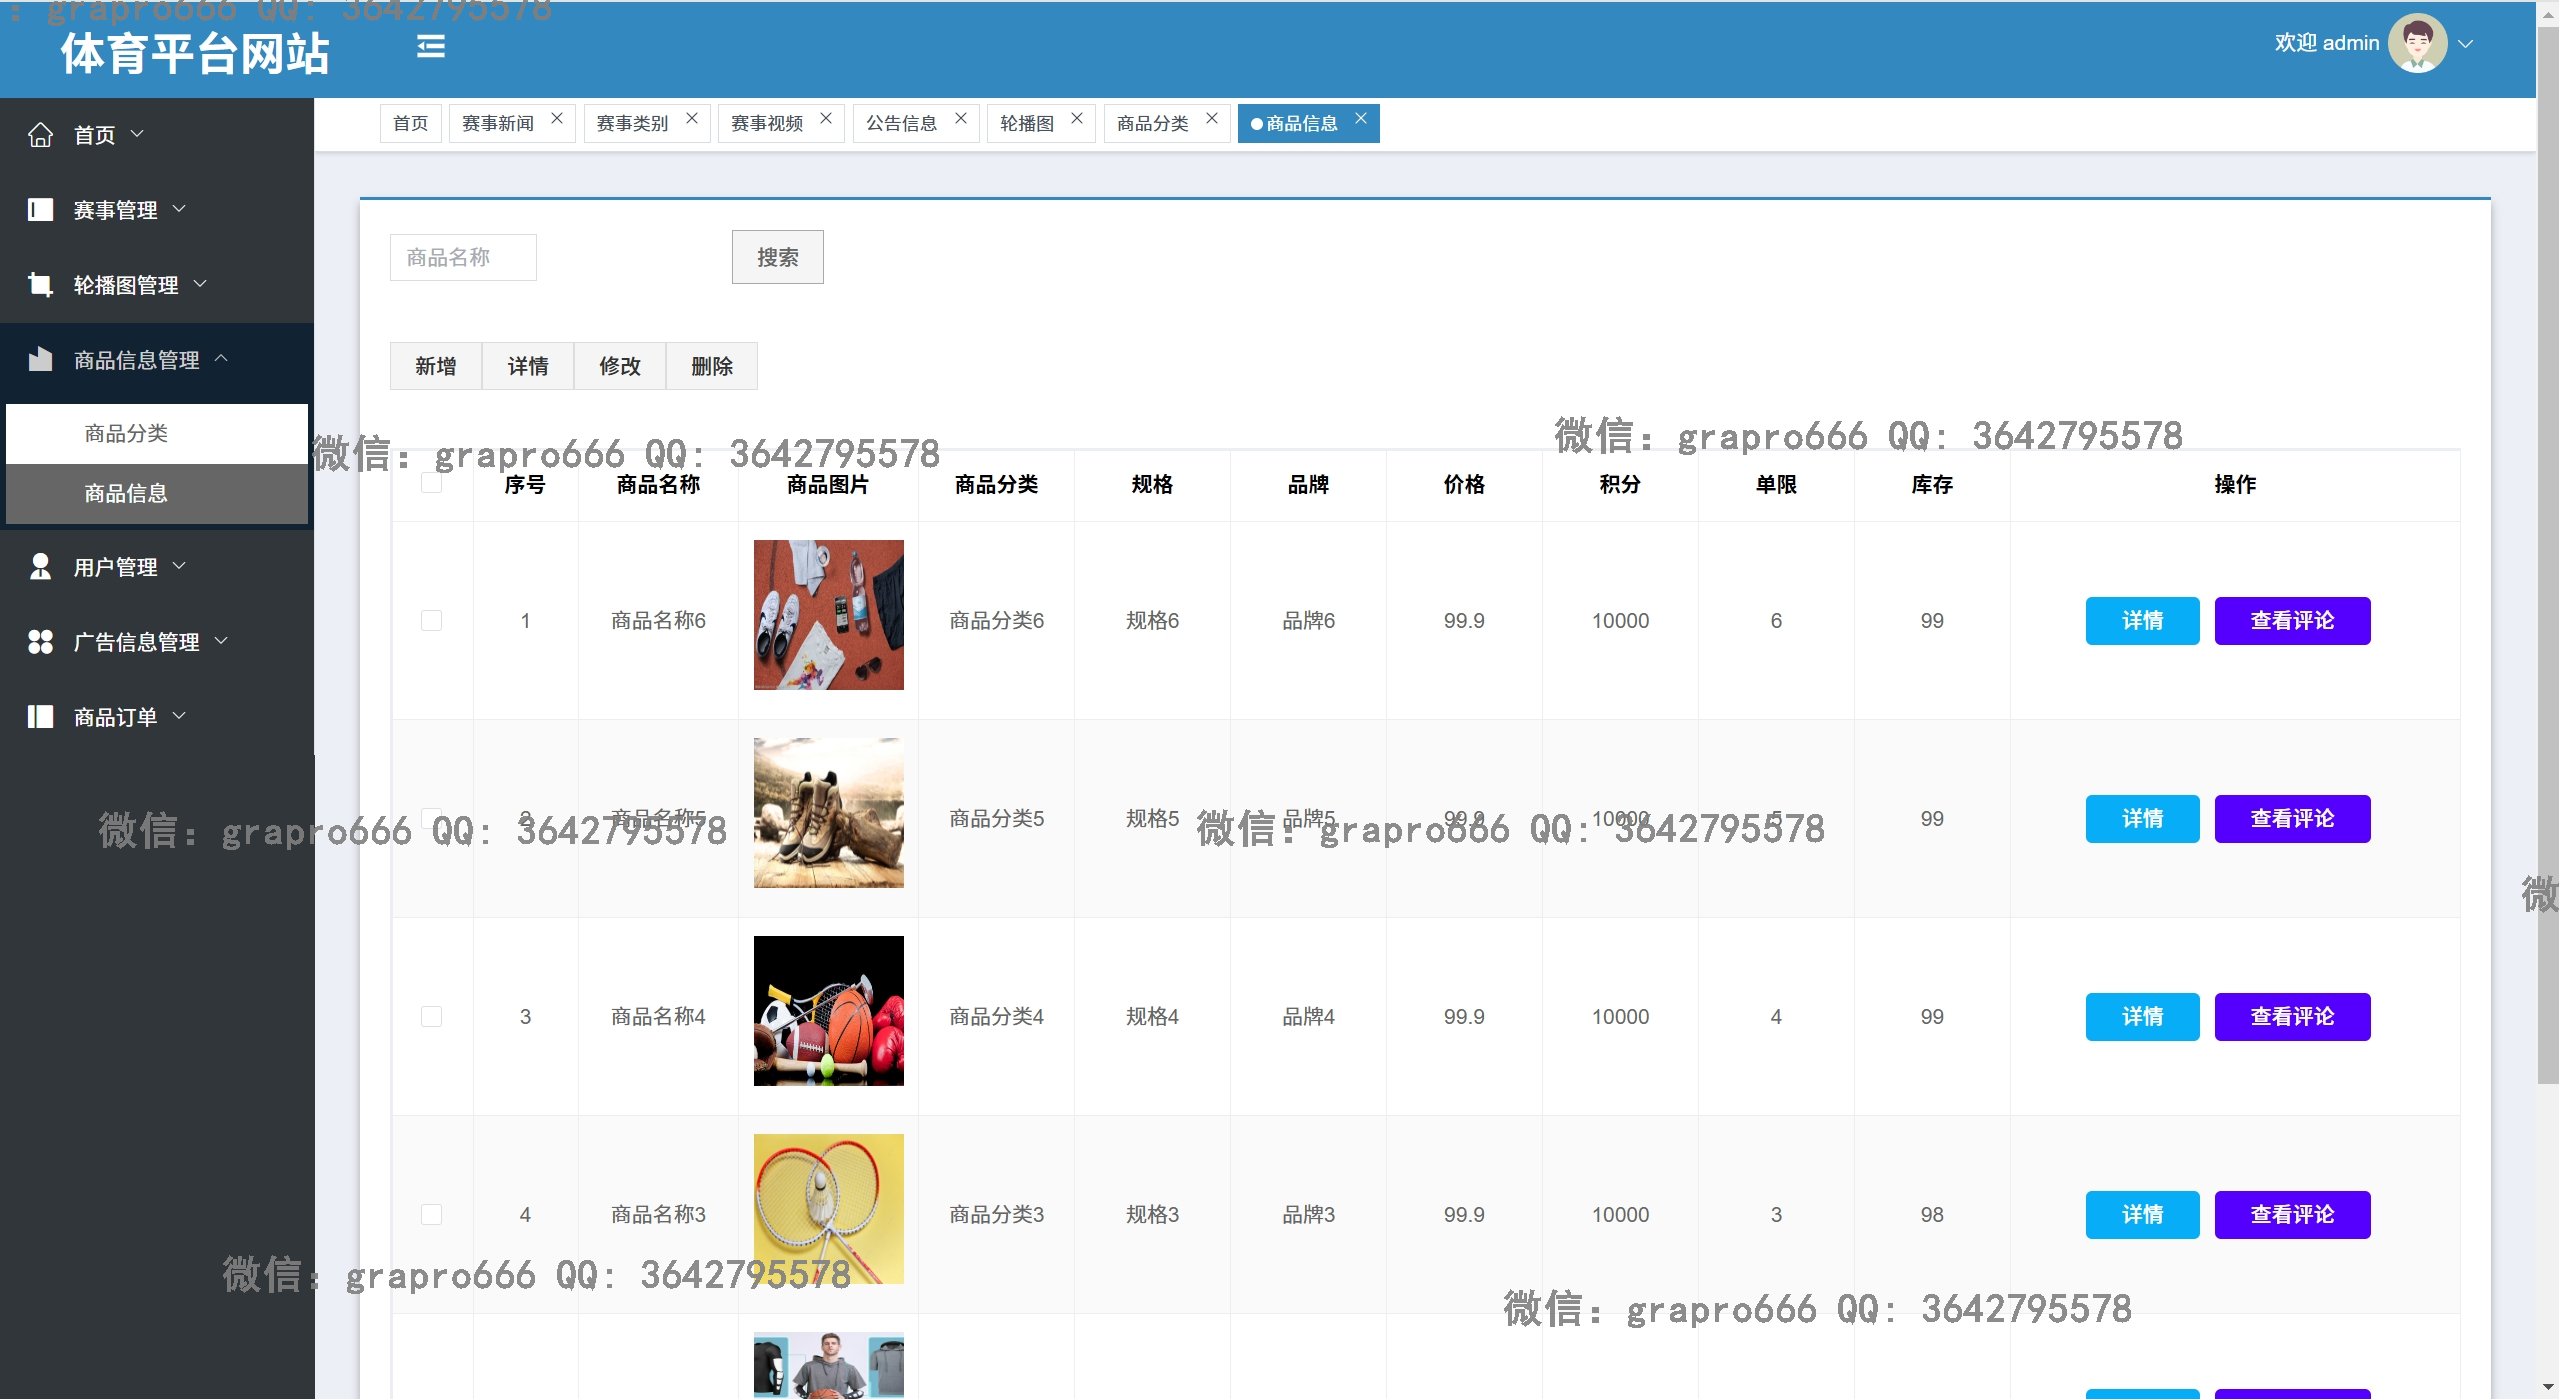 ：grapro666 QQ: 3642795578
体育平台网站
欢迎 admin
首页
赛事新闻
赛事类别
赛事视频
公告信息
轮播图
商品分类
商品信息
首页
赛事管理
轮播图管理
商品信息管理
商品分类
商品信息
用户管理
广告信息管理
商品订单
商品名称
搜索
新增 详情 修改 删除
微信：grapro666 QQ: 3642795578
微信：grapro666 QQ: 3642795578
序号 商品名称 商品图片 商品分类 规格 品牌 价格 积分 单限 库存 操作
1 商品名称6 商品分类6 规格6 品牌6 99.9 10000 6 99 详情 查看评论
2 商品名称5 商品分类5 规格5 品牌5 99.9 10000 5 99 详情 查看评论
微信：grapro666 QQ: 3642795578
微信：grapro666 QQ: 3642795578
微
3 商品名称4 商品分类4 规格4 品牌4 99.9 10000 4 99 详情 查看评论
4 商品名称3 商品分类3 规格3 品牌3 99.9 10000 3 98 详情 查看评论
微信：grapro666 QQ: 3642795578
微信：grapro666 QQ: 3642795578